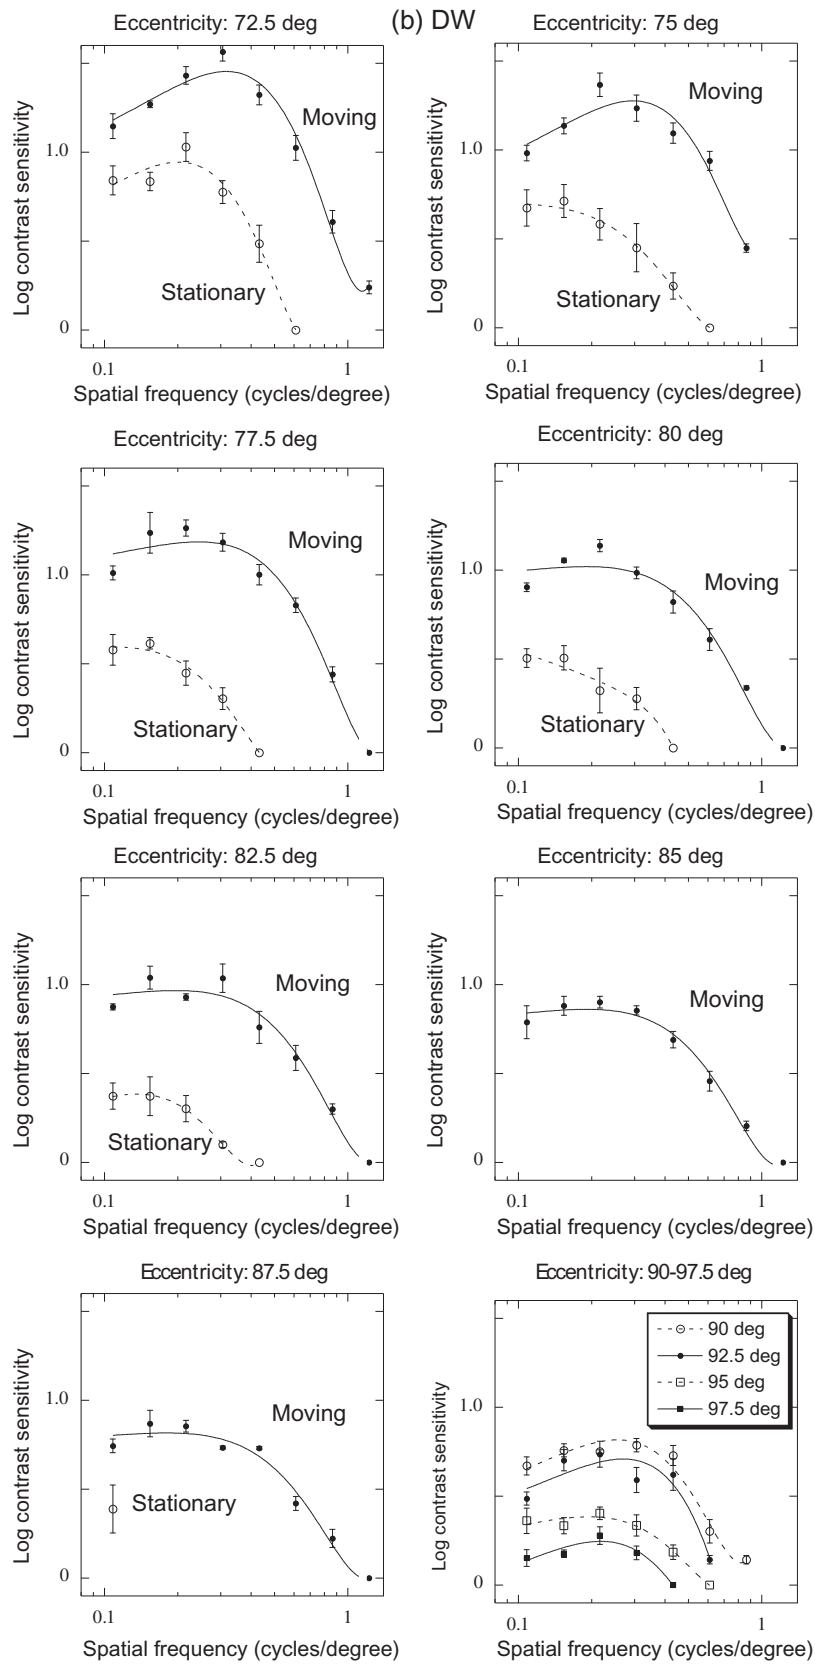 (b) DW
Eccentricity: 72.5 deg
Log contrast sensitivity
1.0
0
Moving
Stationary
0.1
1
Spatial frequency (cycles/degree)
Eccentricity: 75 deg
Log contrast sensitivity
1.0
0
Moving
Stationary
0.1
1
Spatial frequency (cycles/degree)
Eccentricity: 77.5 deg
Log contrast sensitivity
1.0
0
Moving
Stationary
0.1
1
Spatial frequency (cycles/degree)
Eccentricity: 80 deg
Log contrast sensitivity
1.0
0
Moving
Stationary
0.1
1
Spatial frequency (cycles/degree)
Eccentricity: 82.5 deg
Log contrast sensitivity
1.0
0
Moving
Stationary
0.1
1
Spatial frequency (cycles/degree)
Eccentricity: 85 deg
Log contrast sensitivity
1.0
0
Moving
0.1
1
Spatial frequency (cycles/degree)
Eccentricity: 87.5 deg
Log contrast sensitivity
1.0
0
Moving
Stationary
0.1
1
Spatial frequency (cycles/degree)
Eccentricity: 90-97.5 deg
Log contrast sensitivity
1.0
0
90 deg
92.5 deg
95 deg
97.5 deg
0.1
1
Spatial frequency (cycles/degree)